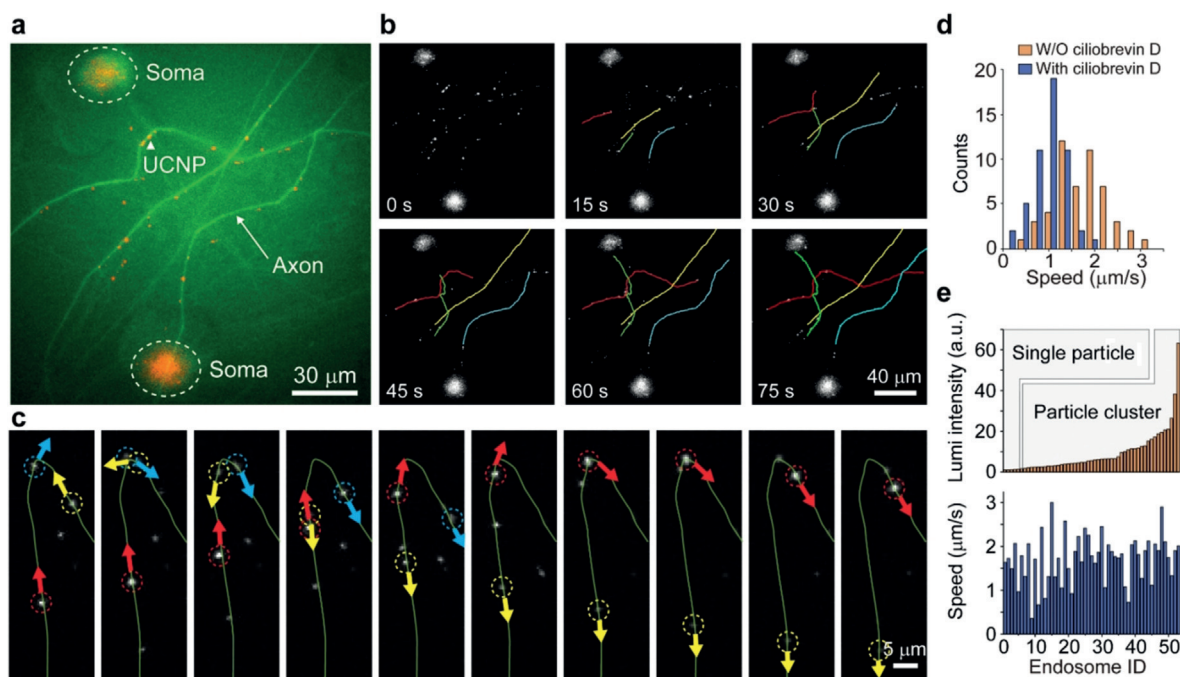 a
Soma
UCNP
Axon
Soma
30 μm
b
0 s
15 s
30 s
45 s
60 s
75 s
40 μm
c
5 μm
d
W/O ciliobrevin D
With ciliobrevin D
20
15
10
5
0
Counts
0 1 2 3
Speed (μm/s)
e
70
60
40
20
0
Lumi intensity (a.u.)
Single particle
Particle cluster
3
2
1
0
Speed (μm/s)
0 10 20 30 40 50
Endosome ID